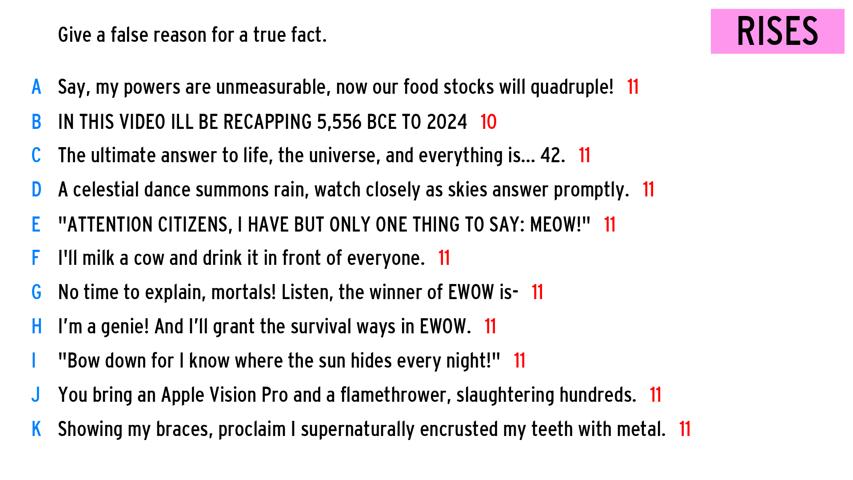 Give a false reason for a true fact.
RISES
A Say, my powers are unmeasurable, now our food stocks will quadruple! 11
B IN THIS VIDEO ILL BE RECAPPING 5,556 BCE TO 2024 10
C The ultimate answer to life, the universe, and everything is... 42. 11
D A celestial dance summons rain, watch closely as skies answer promptly. 11
E "ATTENTION CITIZENS, I HAVE BUT ONLY ONE THING TO SAY: MEOW!" 11
F I'll milk a cow and drink it in front of everyone. 11
G No time to explain, mortals! Listen, the winner of EWOW is- 11
H I’m a genie! And I’ll grant the survival ways in EWOW. 11
I "Bow down for I know where the sun hides every night!" 11
J You bring an Apple Vision Pro and a flamethrower, slaughtering hundreds. 11
K Showing my braces, proclaim I supernaturally encrusted my teeth with metal. 11